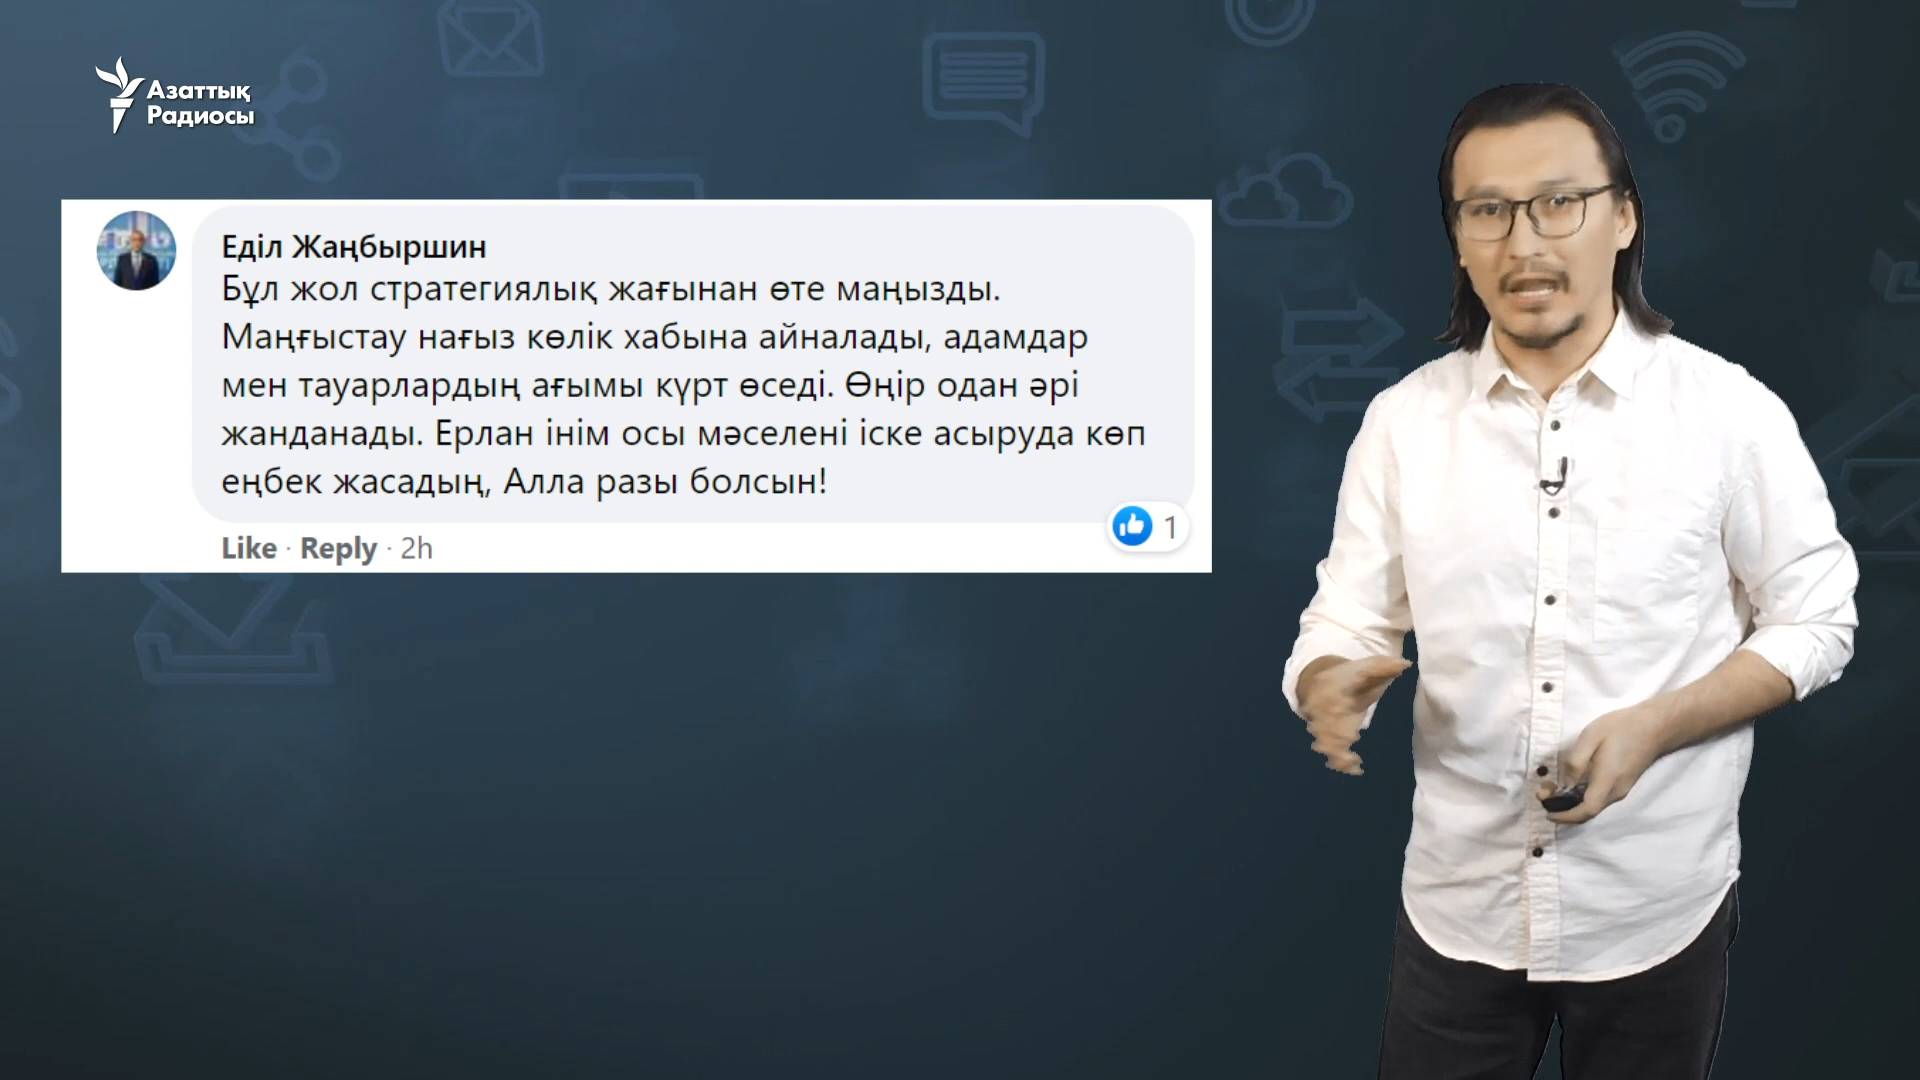 Азаттық
Радиосы
Еділ Жаңбыршин
Бұл жол стратегиялық жағынан өте маңызды.
Маңғыстау нағыз көлік хабына айналады, адамдар
мен тауарлардың ағымы күрт өседі. Өңір одан әрі
жанданады. Ерлан інім осы мәселені іске асыруда көп
еңбек жасадың, Алла разы болсын!
1
Like · Reply · 2h